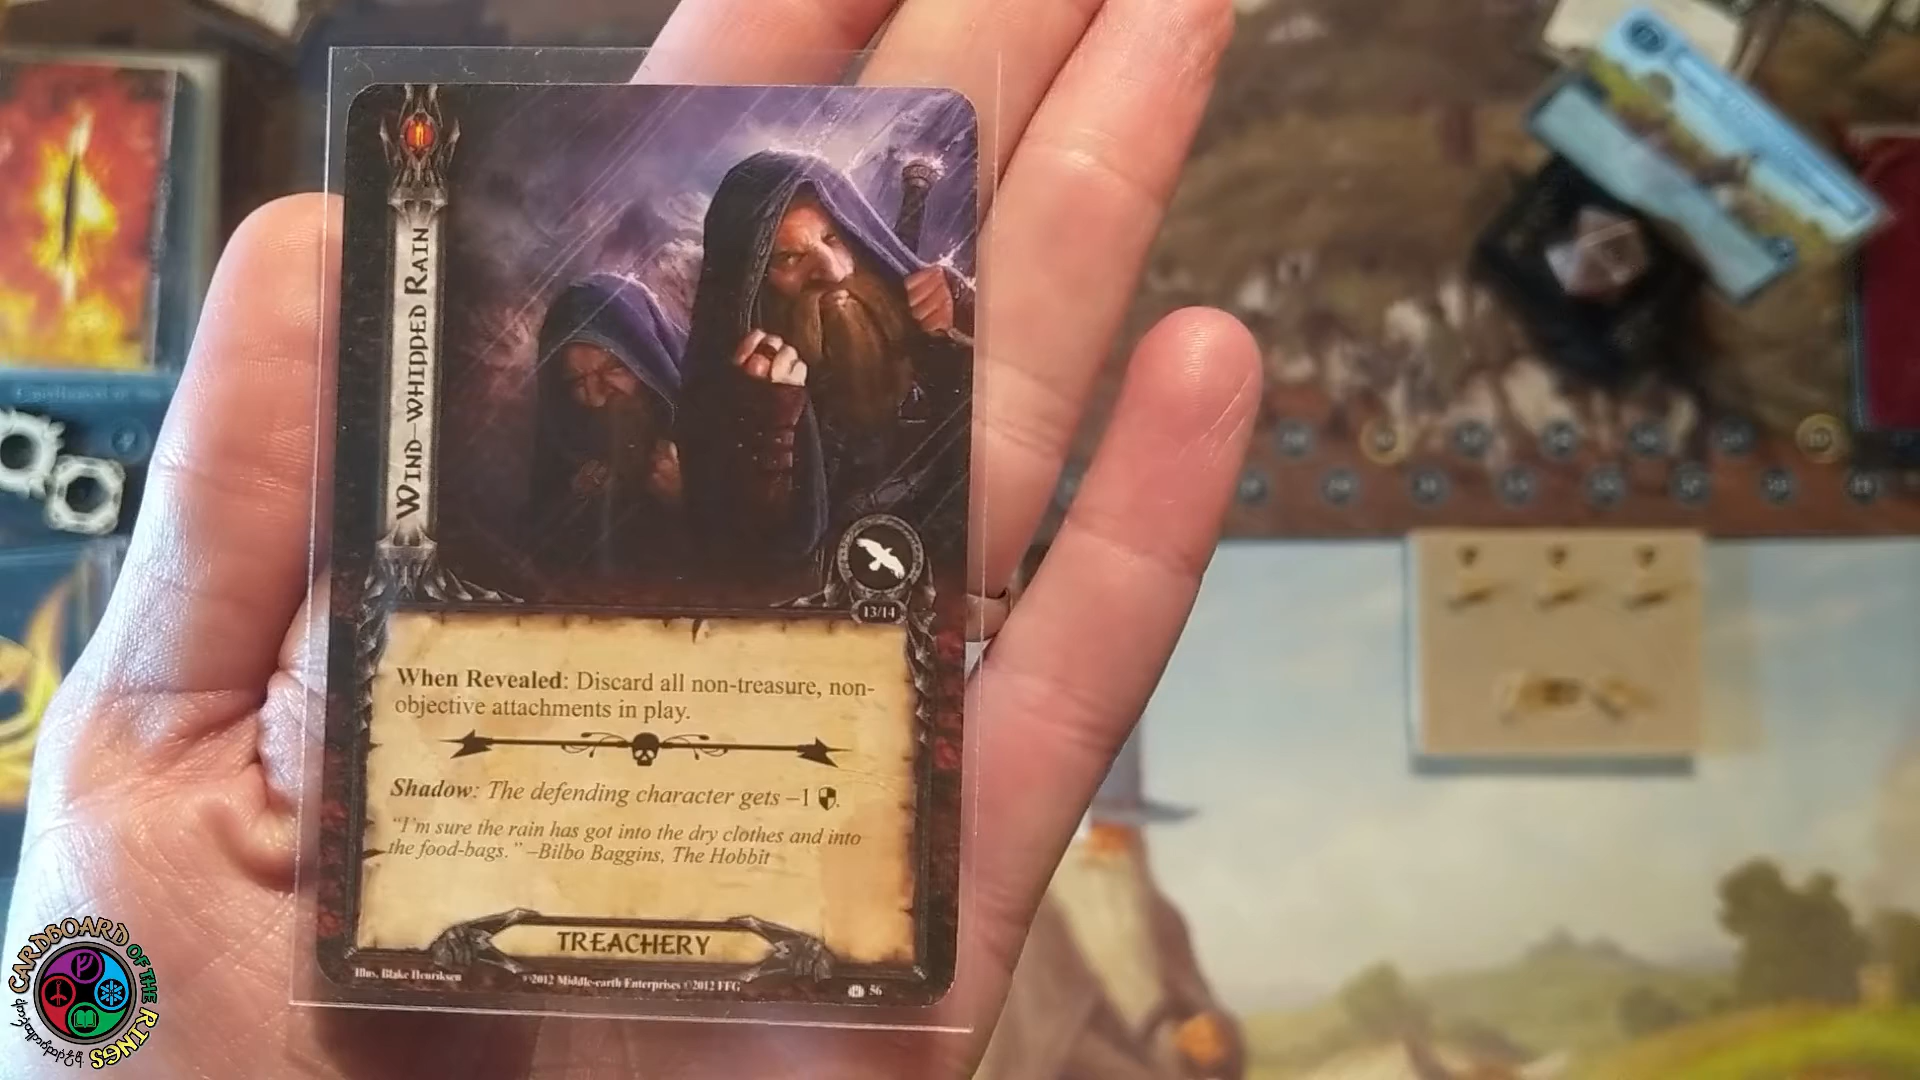 WIND-WHIPPED RAIN
13/14
When Revealed: Discard all non-treasure, non-
objective attachments in play.
Shadow: The defending character gets –1
"I'm sure the rain has got into the dry clothes and into
the food-bags." –Bilbo Baggins, The Hobbit
TREACHERY
Illus. Blake Henriksen
©2012 Middle-earth Enterprises ©2012 FFG
56
CARDBOARD OF THE RINGS